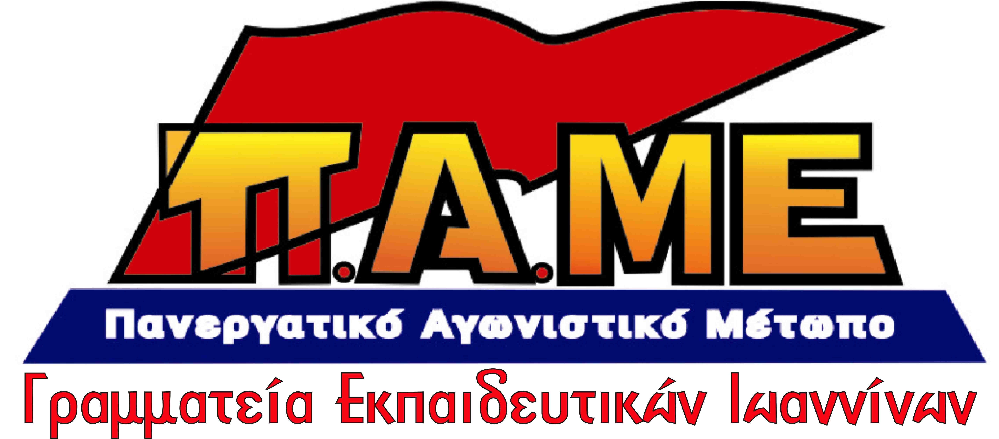 Π.Α.ΜΕ
Πανεργατικό Αγωνιστικό Μέτωπο
Γραμματεία Εκπαιδευτικών Ιωαννίνων